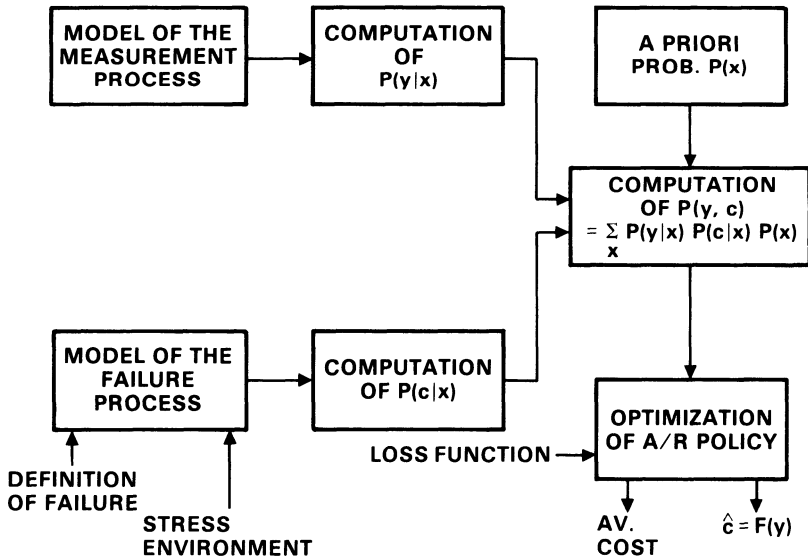 MODEL OF THE
MEASUREMENT
PROCESS
COMPUTATION
OF
P(y|x)
A PRIORI
PROB. P(x)
COMPUTATION
OF P(y, c)
= Σ P(y|x) P(c|x) P(x)
x
MODEL OF THE
FAILURE
PROCESS
COMPUTATION
OF P(c|x)
OPTIMIZATION
OF A/R POLICY
LOSS FUNCTION
DEFINITION
OF FAILURE
STRESS
ENVIRONMENT
AV.
COST
ĉ = F(y)